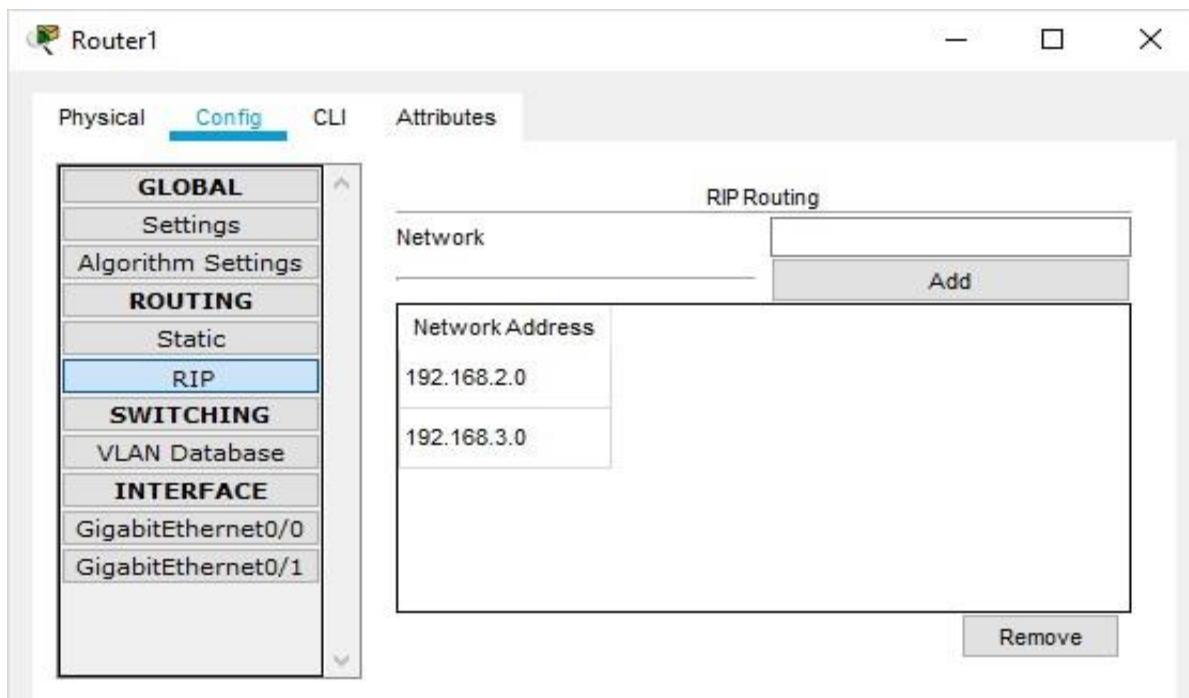 Router1
Physical Config CLI Attributes
GLOBAL
Settings
Algorithm Settings
ROUTING
Static
RIP
SWITCHING
VLAN Database
INTERFACE
GigabitEthernet0/0
GigabitEthernet0/1
RIP Routing
Network
Add
Network Address
192.168.2.0
192.168.3.0
Remove